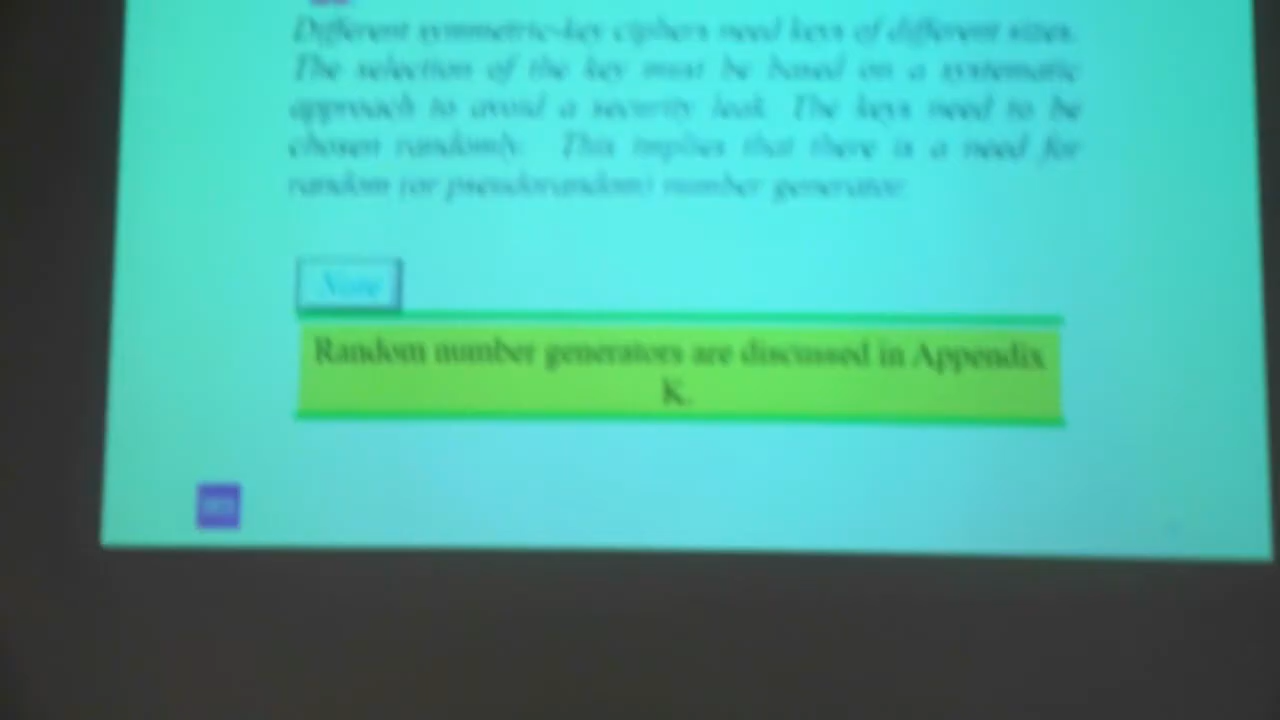 Different symmetric-key ciphers need keys of different sizes.
The selection of the key must be based on a systematic
approach to avoid a security leak. The keys need to be
chosen randomly. This implies that there is a need for
random (or pseudorandom) number generator.
Note
Random number generators are discussed in Appendix
K.